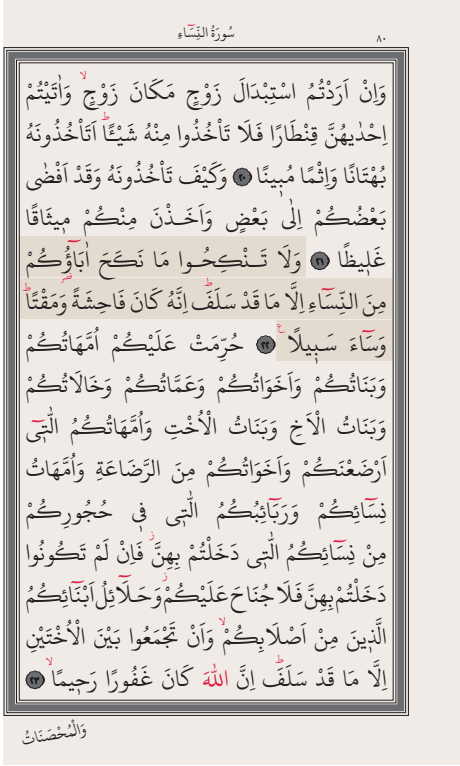 سُورَةُ النِّسَاءِ
٨٠
وَاِنْ اَرَدْتُمُ اسْتِبْدَالَ زَوْجٍ مَكَانَ زَوْجٍۙ وَاٰتَيْتُمْ
اِحْدٰيهُنَّ قِنْطَارًا فَلَا تَأْخُذُوا مِنْهُ شَيْـًٔاۜ اَتَأْخُذُونَهُ
بُهْتَانًا وَاِثْمًا مُب۪ينًا ﴿٢٠﴾ وَكَيْفَ تَأْخُذُونَهُ وَقَدْ اَفْضٰى
بَعْضُكُمْ اِلٰى بَعْضٍ وَاَخَذْنَ مِنْكُمْ م۪يثَاقًا
غَل۪يظًا ﴿٢١﴾ وَلَا تَنْكِحُوا مَا نَكَحَ اٰبَٓاؤُ۬كُمْ
مِنَ النِّسَٓاءِ اِلَّا مَا قَدْ سَلَفَۜ اِنَّهُ كَانَ فَاحِشَةً وَمَقْتًاۜ
وَسَٓاءَ سَب۪يلًا۟ ﴿٢٢﴾ حُرِّمَتْ عَلَيْكُمْ اُمَّهَاتُكُمْ
وَبَنَاتُكُمْ وَاَخَوَاتُكُمْ وَعَمَّاتُكُمْ وَخَالَاتُكُمْ
وَبَنَاتُ الْاَخِ وَبَنَاتُ الْاُخْتِ وَاُمَّهَاتُكُمُ الّٰت۪ٓي
اَرْضَعْنَكُمْ وَاَخَوَاتُكُمْ مِنَ الرَّضَاعَةِ وَاُمَّهَاتُ
نِسَٓائِكُمْ وَرَبَٓائِبُكُمُ الّٰت۪ي ف۪ي حُجُورِكُمْ
مِنْ نِسَٓائِكُمُ الّٰت۪ي دَخَلْتُمْ بِهِنَّۘ فَاِنْ لَمْ تَكُونُوا
دَخَلْتُمْ بِهِنَّ فَلَا جُنَاحَ عَلَيْكُمْۘ وَحَلَٓائِلُ اَبْنَٓائِكُمُ
الَّذ۪ينَ مِنْ اَصْلَابِكُمْۙ وَاَنْ تَجْمَعُوا بَيْنَ الْاُخْتَيْنِ
اِلَّا مَا قَدْ سَلَفَۜ اِنَّ اللّٰهَ كَانَ غَفُورًا رَح۪يمًاۙ ﴿٢٣﴾
وَالْمُحْصَنَاتُ